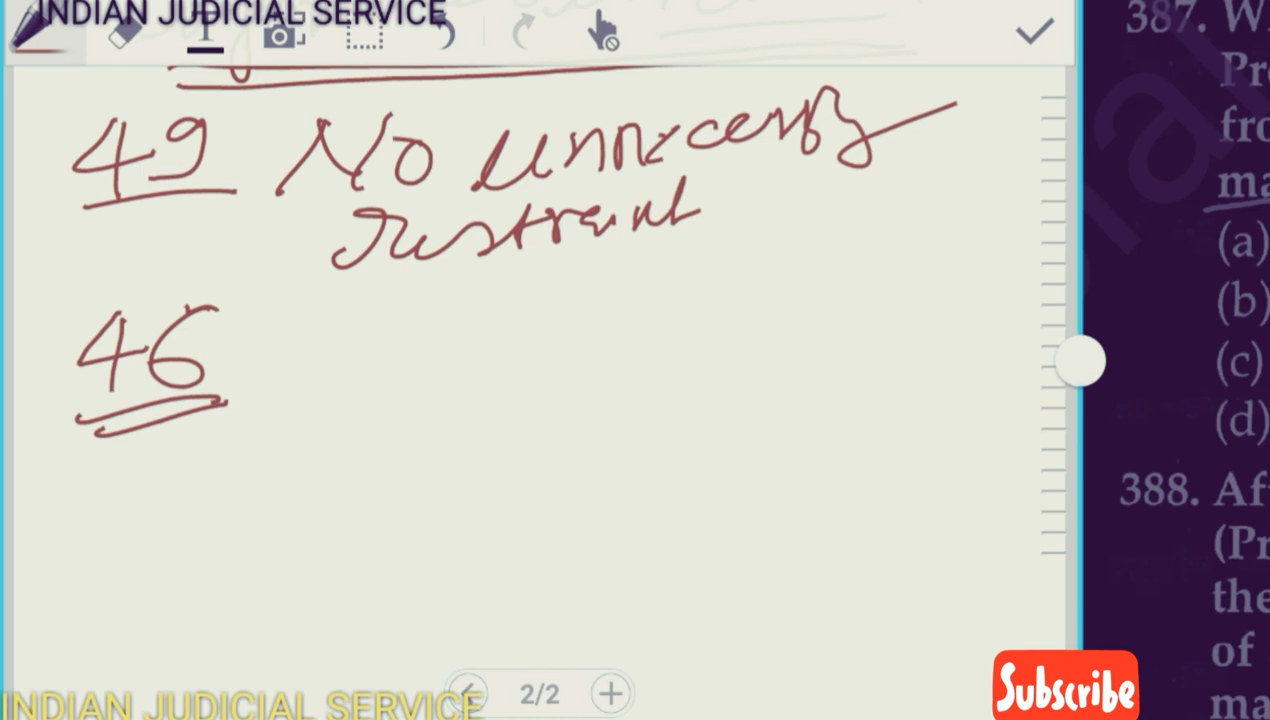 INDIAN JUDICIAL SERVICE
T
49 No unnecessary
restraint
46
2/2
INDIAN JUDICIAL SERVICE
Subscribe
387. W
Pr
fro
ma
(a)
(b)
(c)
(d)
388. Af
(Pr
the
of
ma